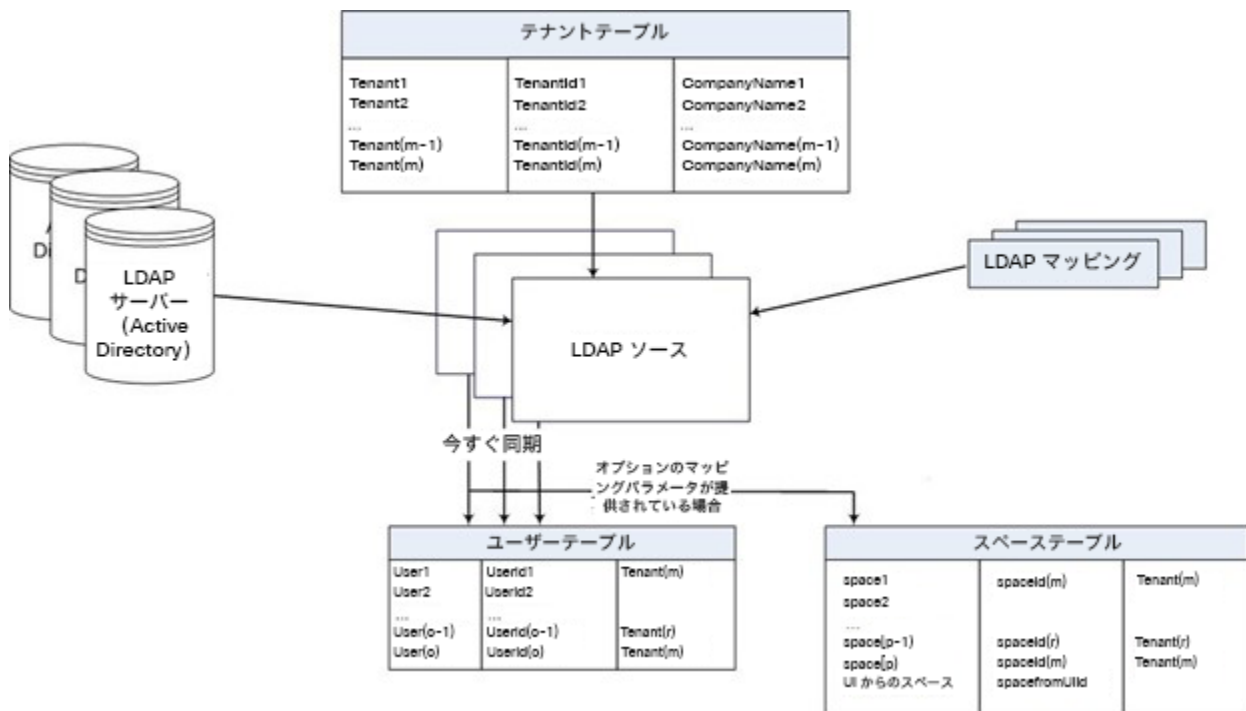 テナントテーブル
Tenant1 TenantId1 CompanyName1
Tenant2 TenantId2 CompanyName2
... ... ...
Tenant(m-1) TenantId(m-1) CompanyName(m-1)
Tenant(m) TenantId(m) CompanyName(m)
A
Di
D
LDAP
サーバー
(Active
Directory)
LDAP マッピング
LDAP ソース
今すぐ同期
オプションのマッピ
ングパラメータが提
供されている場合
ユーザーテーブル
User1 UserId1 Tenant(m)
User2 UserId2
... ...
User(o-1) UserId(o-1) Tenant(r)
User(o) UserId(o) Tenant(m)
スペーステーブル
space1 spaceId(m) Tenant(m)
space2
...
space(p-1) spaceId(r) Tenant(r)
space[p) spaceId(m) Tenant(m)
UI からのスペース spacefromUIId